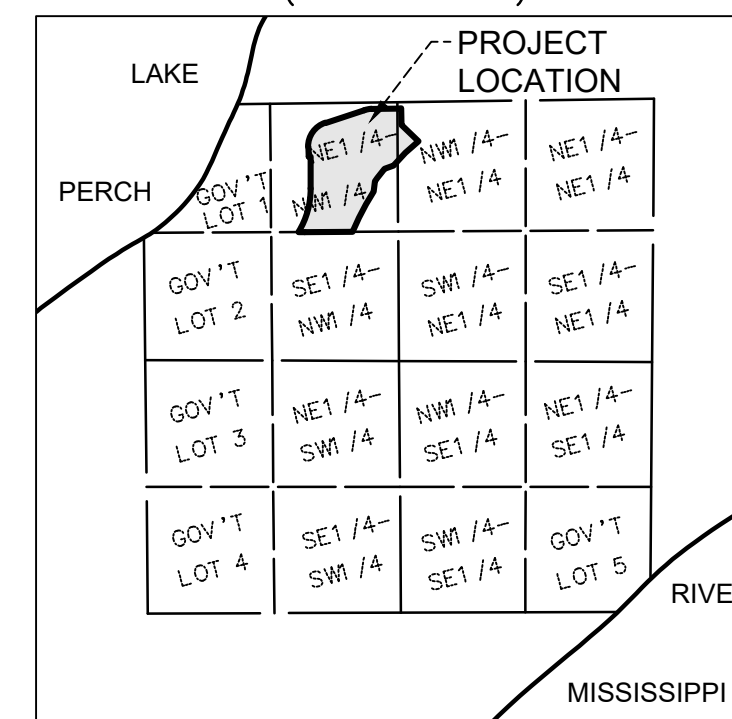 PROJECT
LOCATION
LAKE
PERCH
GOV'T
LOT 1
NE1/4-
NW1/4
NW1/4-
NE1/4
NE1/4-
NE1/4
GOV'T
LOT 2
SE1/4-
NW1/4
SW1/4-
NE1/4
SE1/4-
NE1/4
GOV'T
LOT 3
NE1/4-
SW1/4
NW1/4-
SE1/4
NE1/4-
SE1/4
GOV'T
LOT 4
SE1/4-
SW1/4
SW1/4-
SE1/4
GOV'T
LOT 5
RIVE
MISSISSIPPI